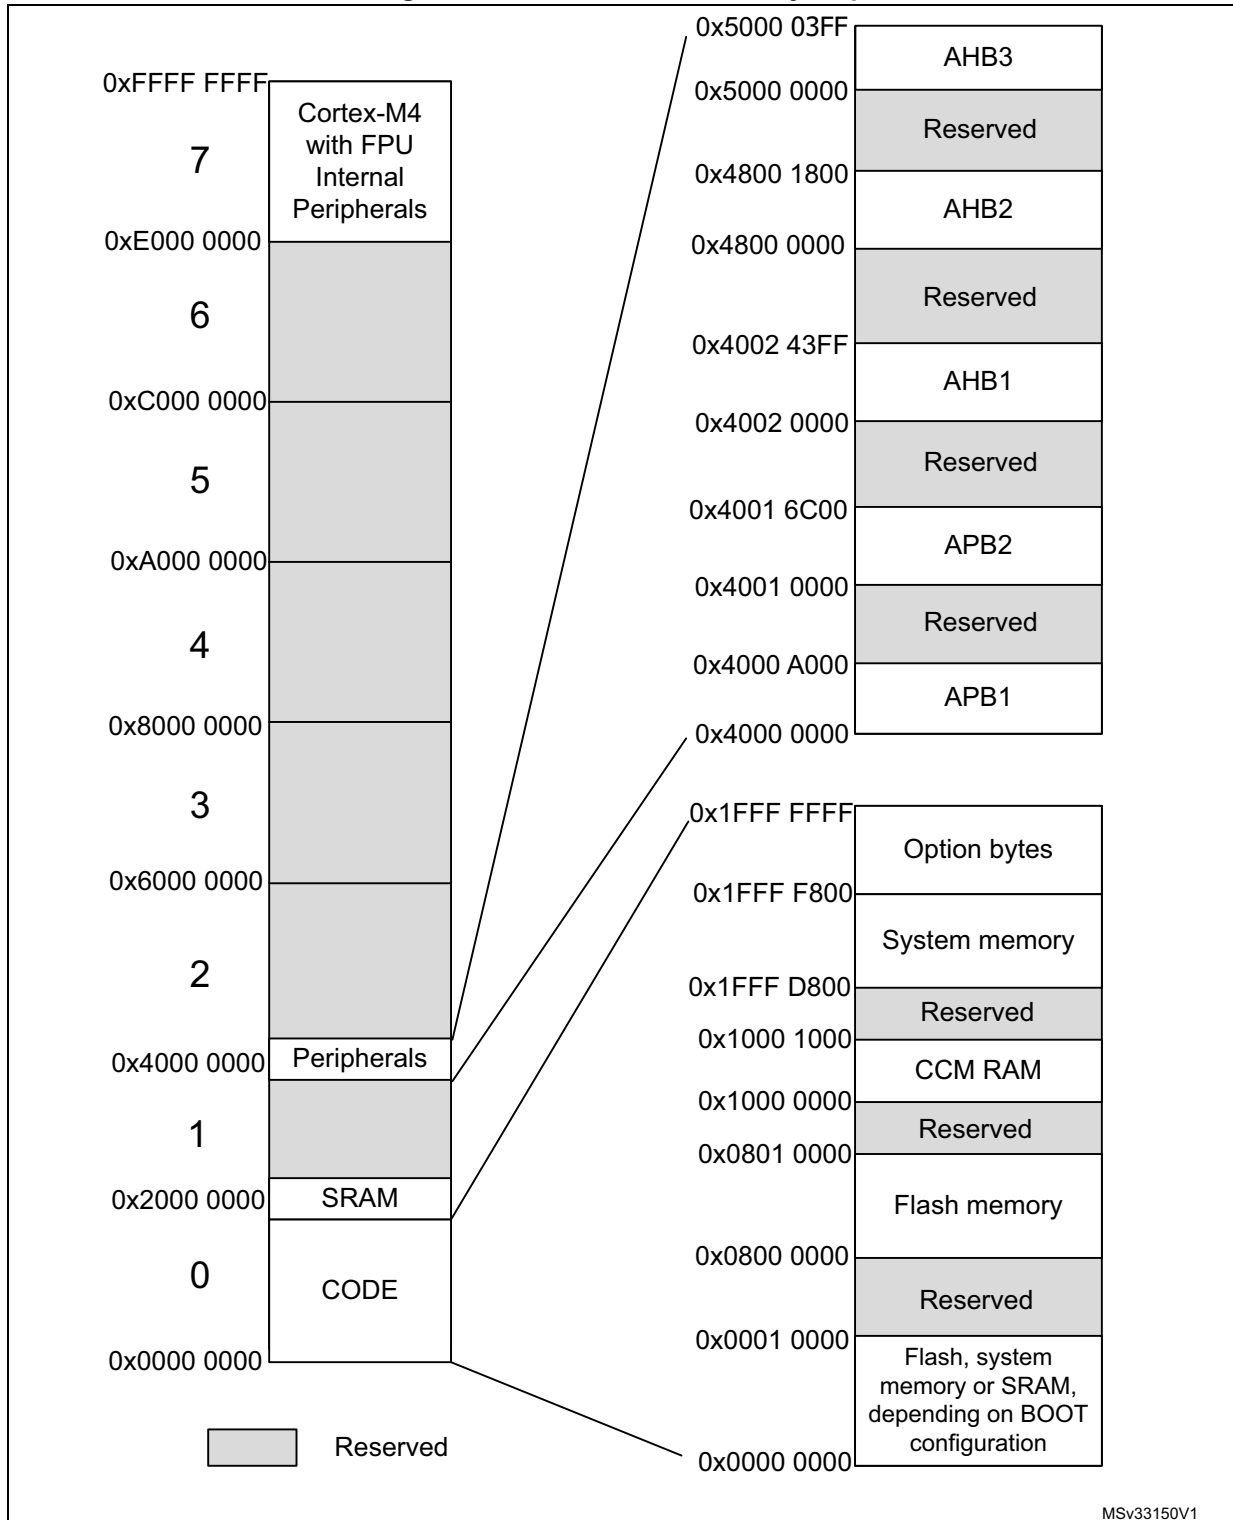 0xFFFF FFFF
Cortex-M4
with FPU
Internal
Peripherals
7
0xE000 0000
6
0xC000 0000
5
0xA000 0000
4
0x8000 0000
3
0x6000 0000
2
0x4000 0000
Peripherals
1
0x2000 0000
SRAM
0
CODE
0x0000 0000
Reserved
0x5000 03FF
AHB3
0x5000 0000
Reserved
0x4800 1800
AHB2
0x4800 0000
Reserved
0x4002 43FF
AHB1
0x4002 0000
Reserved
0x4001 6C00
APB2
0x4001 0000
Reserved
0x4000 A000
APB1
0x4000 0000
0x1FFF FFFF
Option bytes
0x1FFF F800
System memory
0x1FFF D800
Reserved
0x1000 1000
CCM RAM
0x1000 0000
Reserved
0x0801 0000
Flash memory
0x0800 0000
Reserved
0x0001 0000
Flash, system
memory or SRAM,
depending on BOOT
configuration
0x0000 0000
MSv33150V1